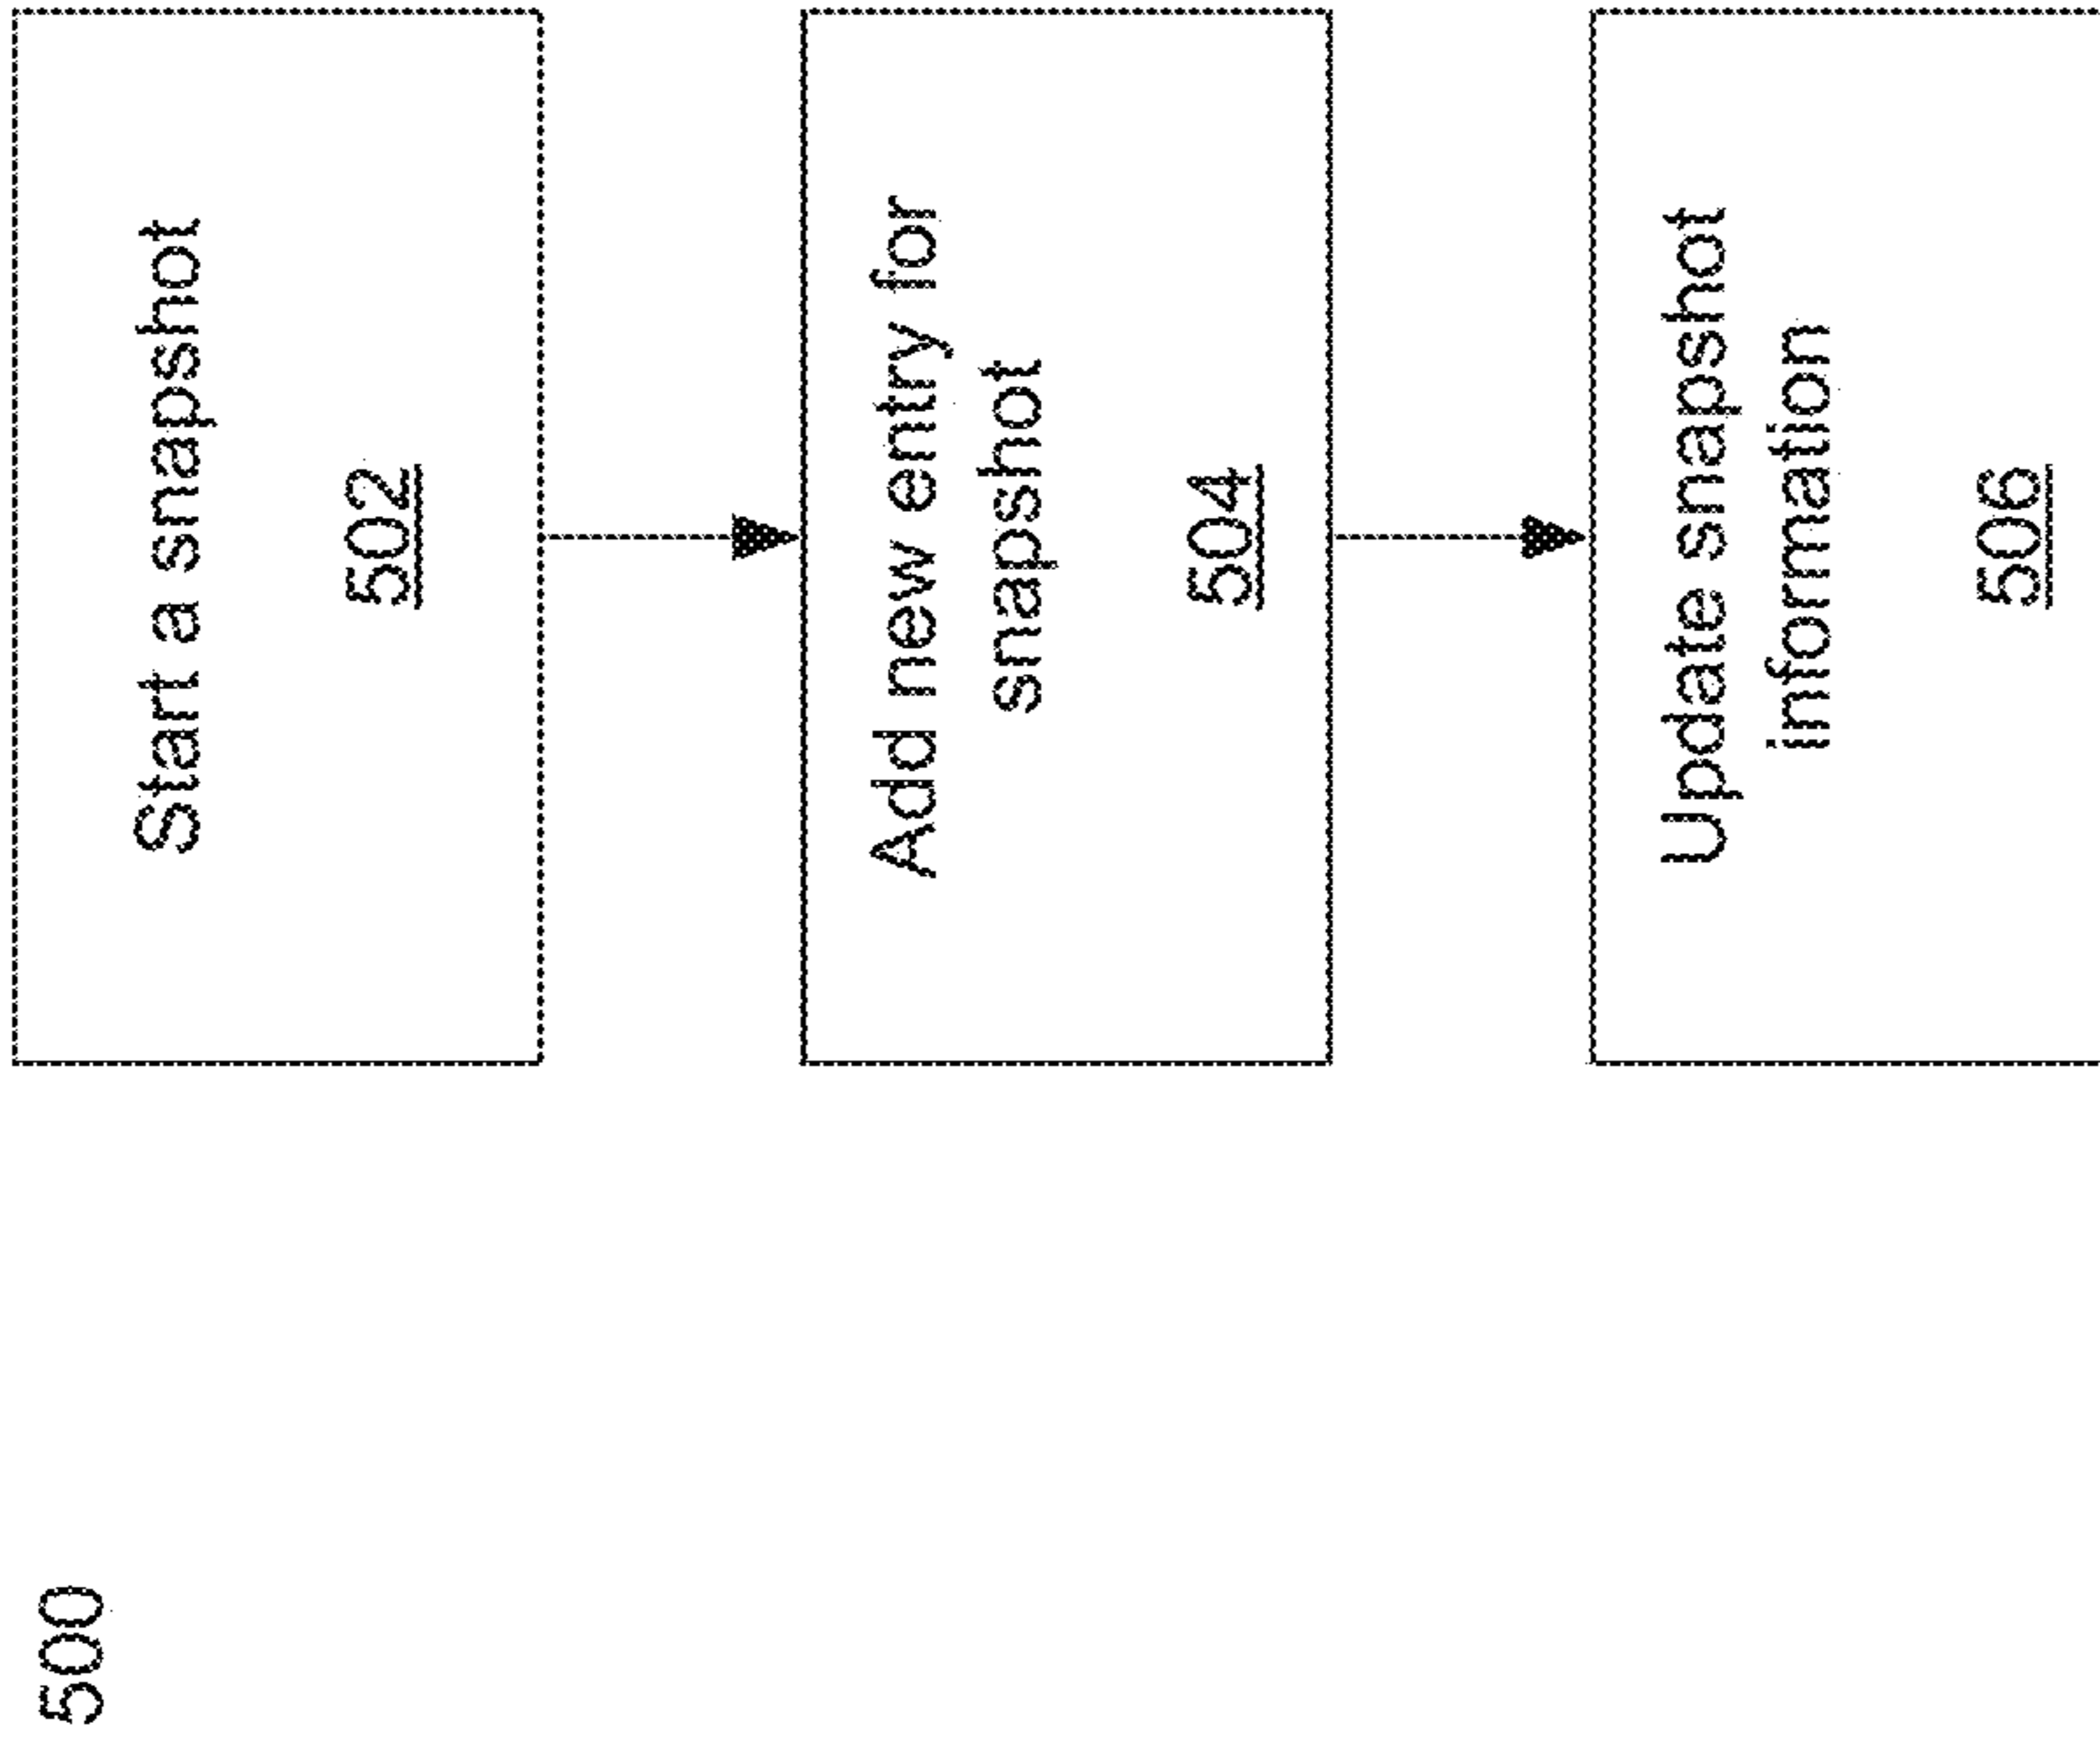 500
Start a snapshot
502
Add new entry for
snapshot
504
Update snapshot
information
506